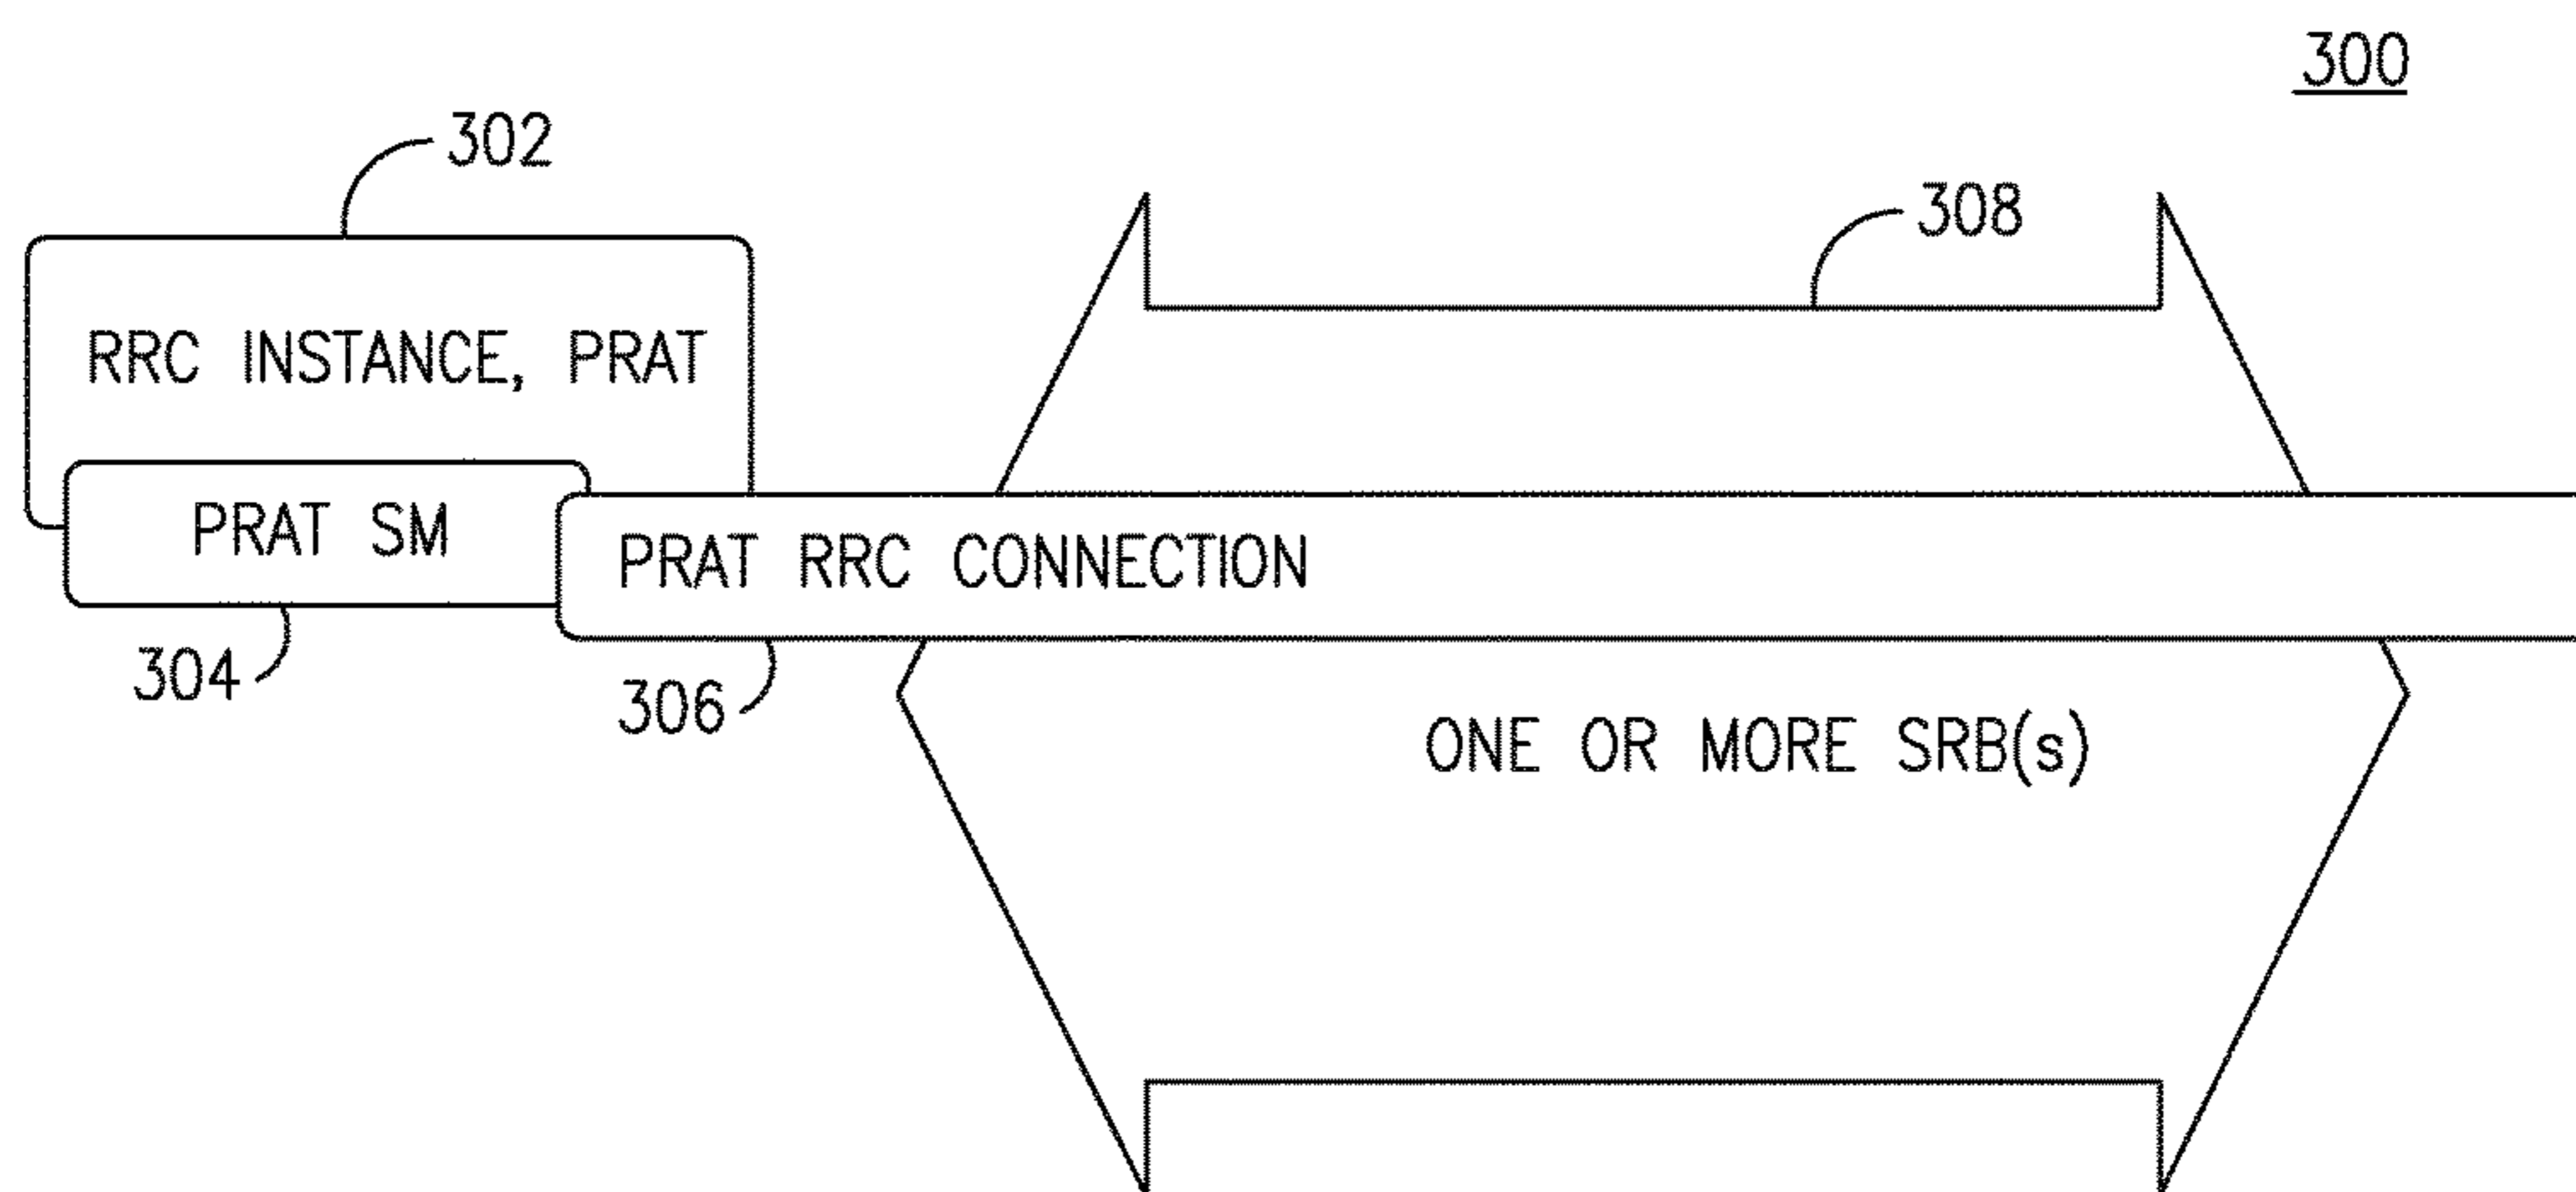 300
302
308
RRC INSTANCE, PRAT
PRAT SM
PRAT RRC CONNECTION
304
306
ONE OR MORE SRB(s)